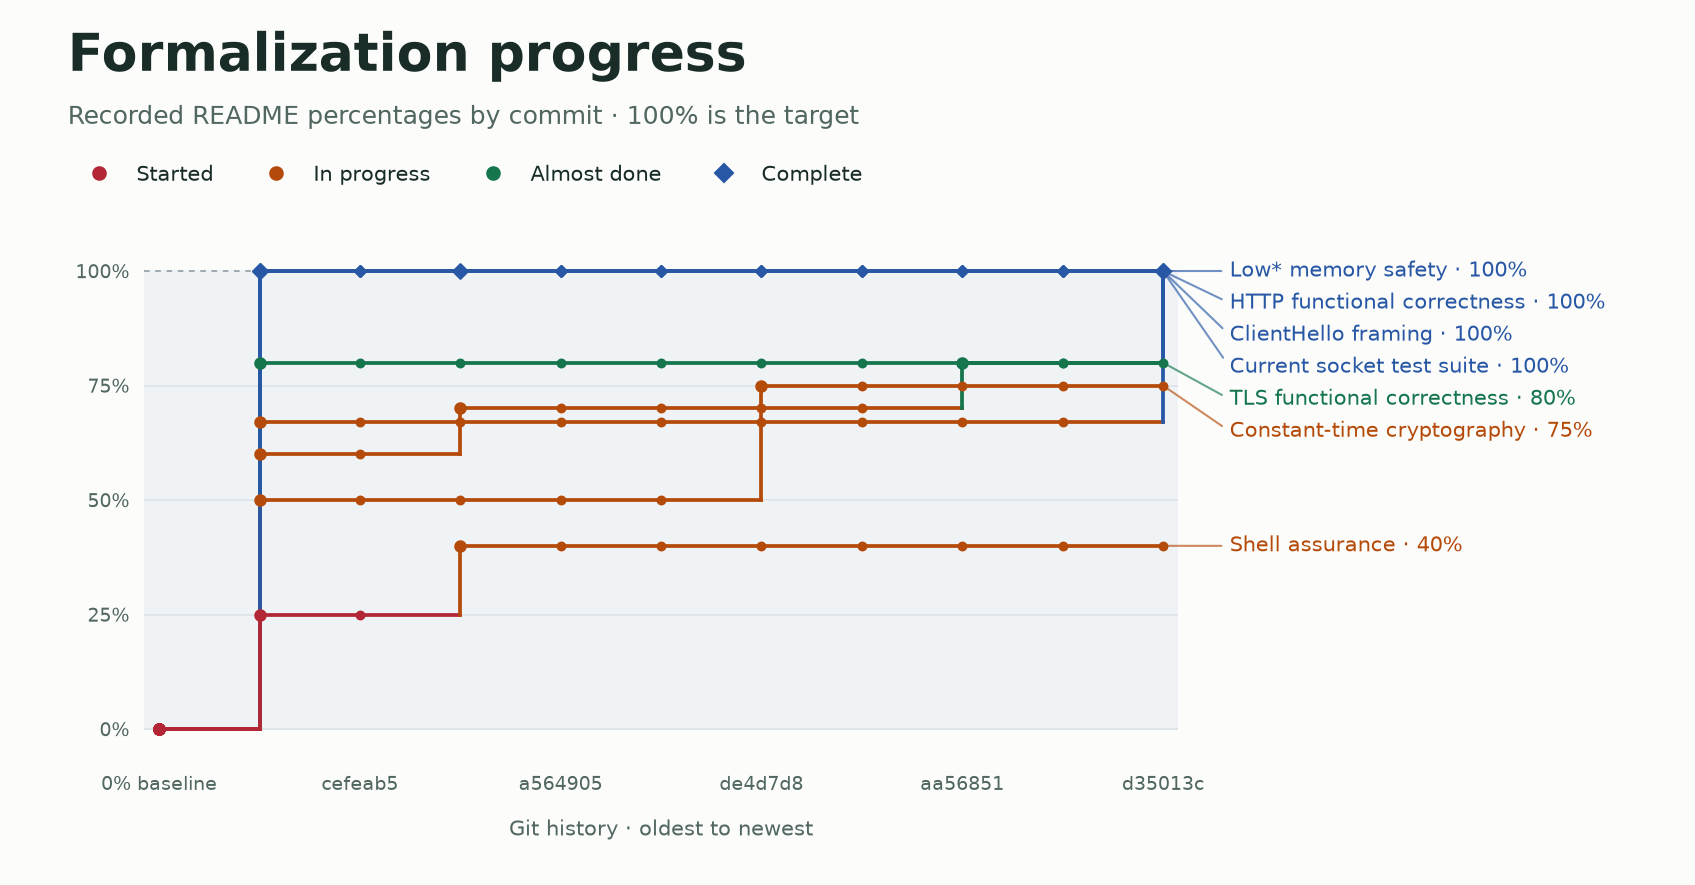 Formalization progress
Recorded README percentages by commit · 100% is the target
Started In progress Almost done Complete
100%
75%
50%
25%
0%
Low* memory safety · 100%
HTTP functional correctness · 100%
ClientHello framing · 100%
Current socket test suite · 100%
TLS functional correctness · 80%
Constant-time cryptography · 75%
Shell assurance · 40%
0% baseline cefeab5 a564905 de4d7d8 aa56851 d35013c
Git history · oldest to newest